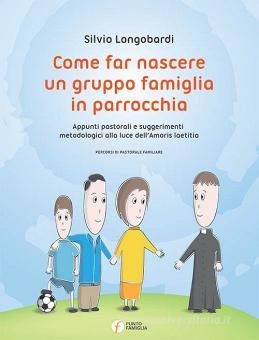 Silvio Longobardi
Come far nascere
un gruppo famiglia
in parrocchia
Appunti pastorali e suggerimenti
metodologici alla luce dell'Amoris laetitia
PERCORSI DI PASTORALE FAMILIARE
PUNTO
FAMIGLIA